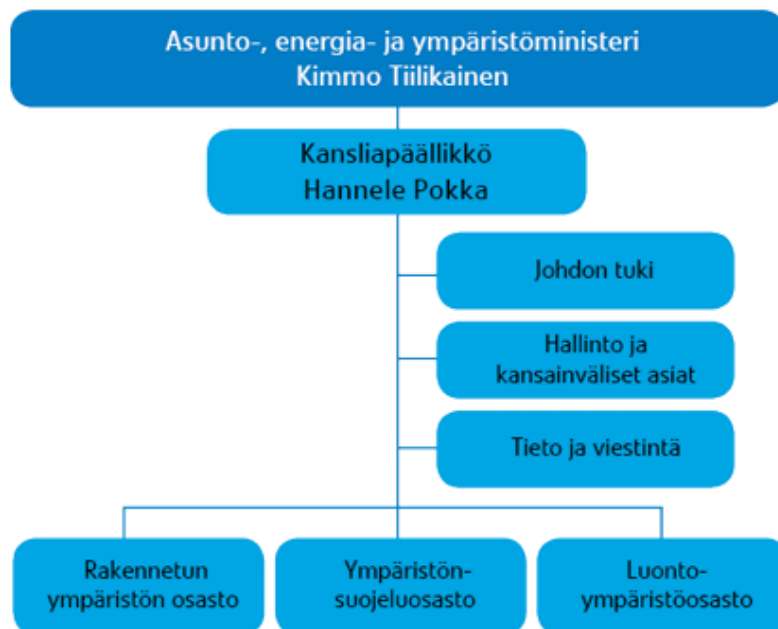 Asunto-, energia- ja ympäristöministeri
Kimmo Tiilikainen
Kansliapäällikkö
Hannele Pokka
Johdon tuki
Hallinto ja
kansainväliset asiat
Tieto ja viestintä
Rakennetun
ympäristön osasto
Ympäristön-
suojeluosasto
Luonto-
ympäristöosasto